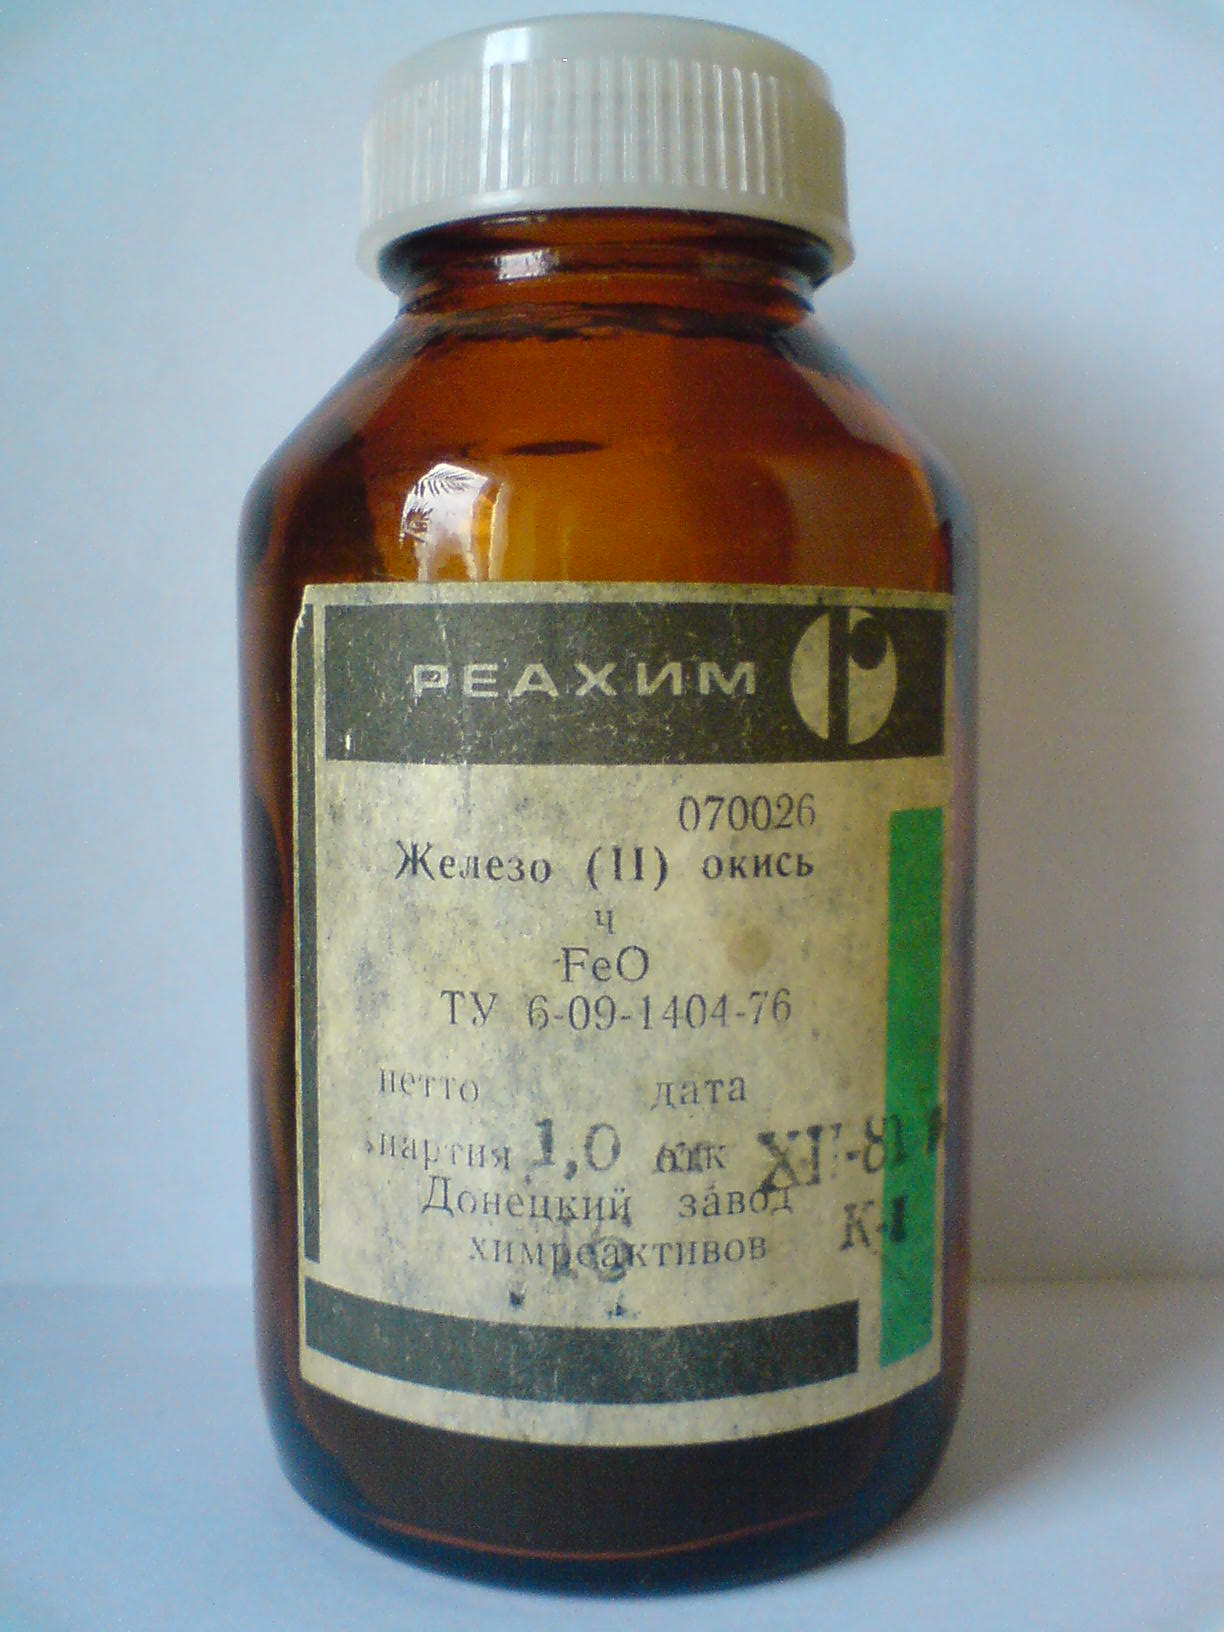 РЕАХИМ
070026
Железо (II) окись
ч
FeO
ТУ 6-09-1404-76
нетто дата
партия 1,0
Донецкий завод
химреактивов